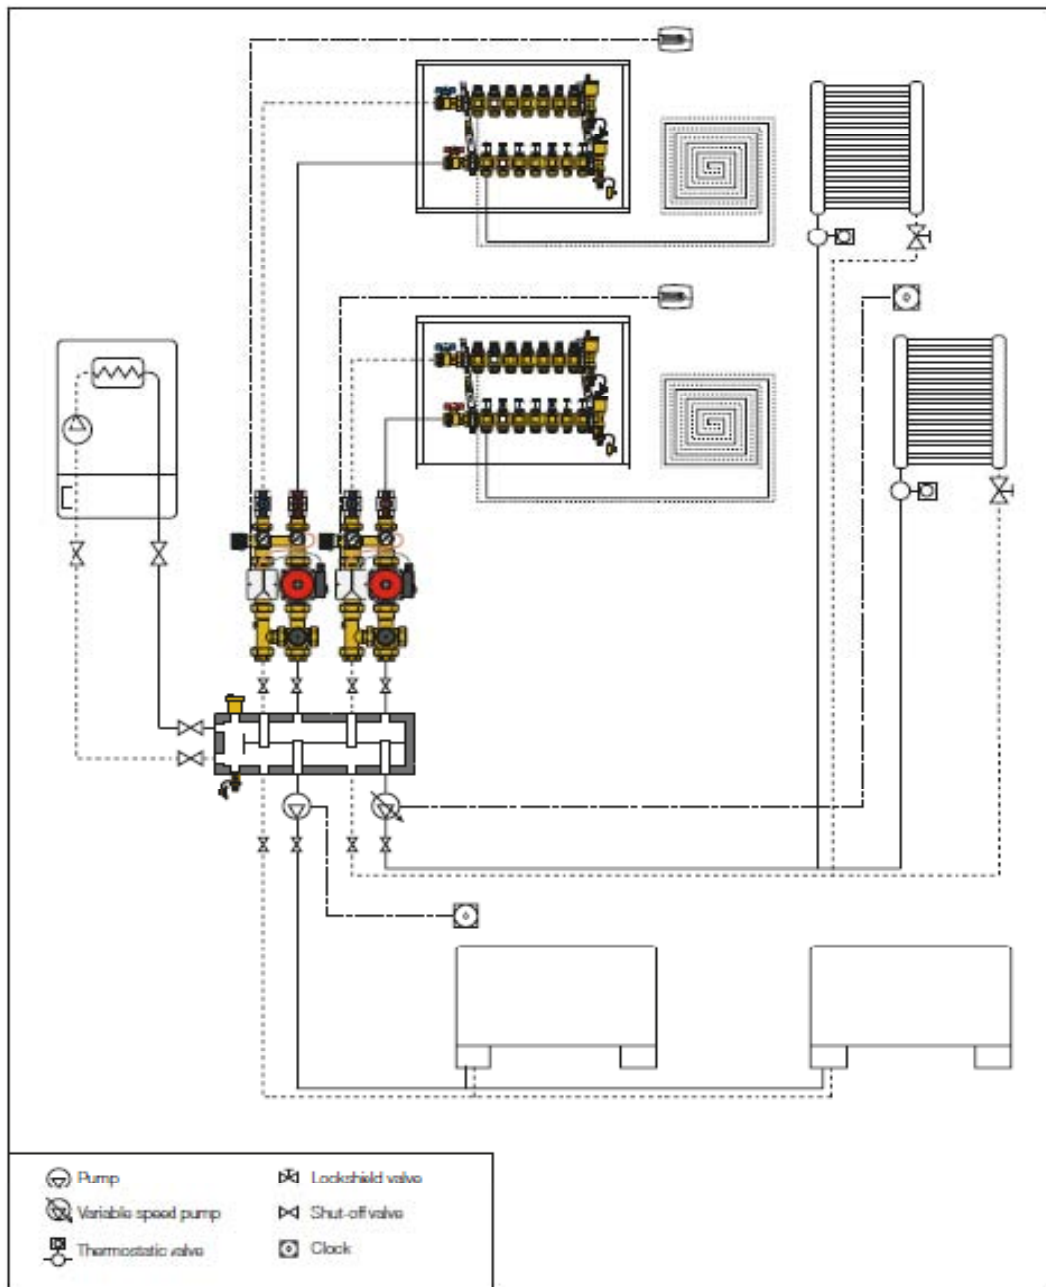 Pump
Variable speed pump
Thermostatic valve
Lockshield valve
Shut-off valve
Clock